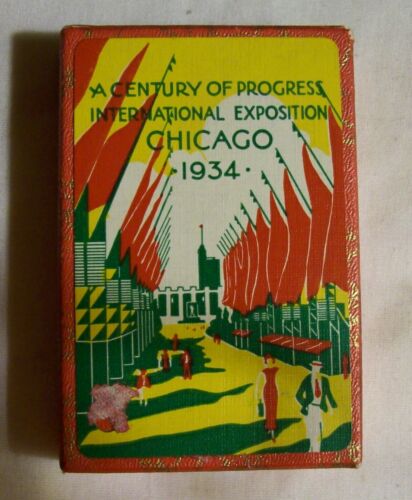 A CENTURY OF PROGRESS
INTERNATIONAL EXPOSITION
CHICAGO
· 1934 ·